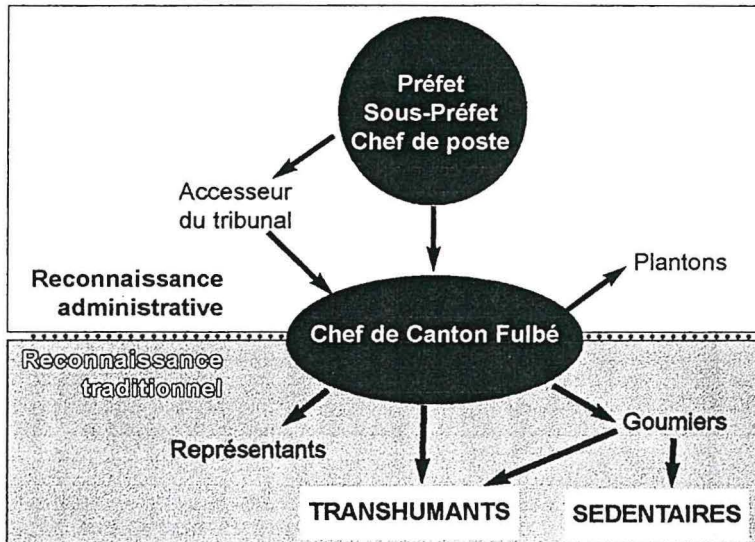 Préfet
Sous-Préfet
Chef de poste
Accesseur
du tribunal
Plantons
Reconnaissance
administrative
Chef de Canton Fulbé
Reconnaissance
traditionnel
Représentants
Goumiers
TRANSHUMANTS
SEDENTAIRES